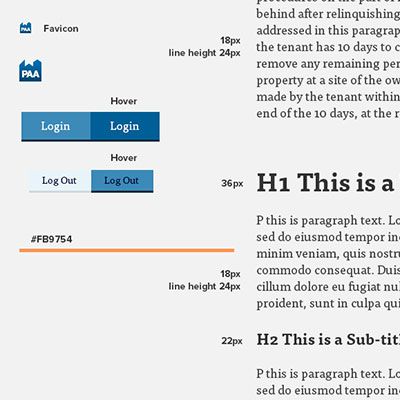 Favicon
PAA
Hover
Login Login
Hover
Log Out Log Out
#FB9754
18px
line height 24px
36px
18px
line height 24px
22px
procedures on the part of
behind after relinquishing
addressed in this paragrap
the tenant has 10 days to c
remove any remaining per
property at a site of the ow
made by the tenant within
end of the 10 days, at the r
H1 This is a
P this is paragraph text. Lo
sed do eiusmod tempor inc
minim veniam, quis nostru
commodo consequat. Duis
cillum dolore eu fugiat nul
proident, sunt in culpa qui
H2 This is a Sub-titl
P this is paragraph text. Lo
sed do eiusmod tempor inc